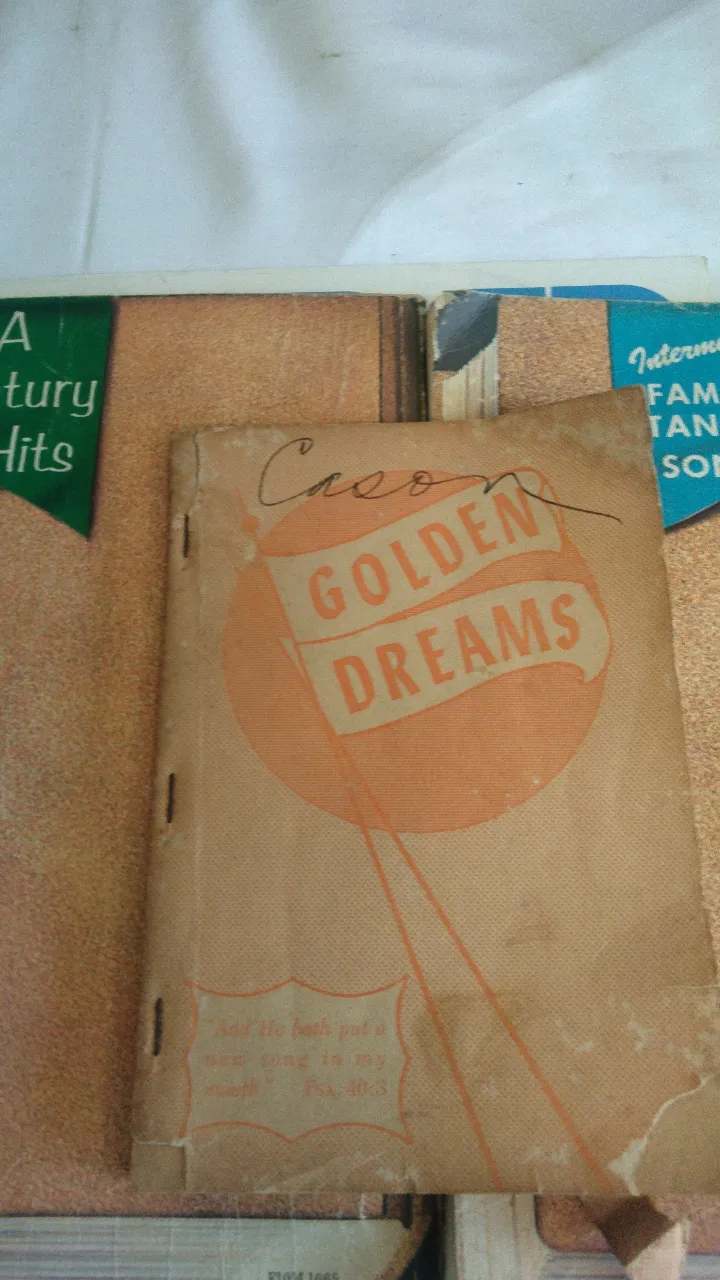 A
tury
Hits
Interm
FAM
TAN
SON
Cason
GOLDEN
DREAMS
"And He hath put a
new song in my
mouth" Psa. 40:3